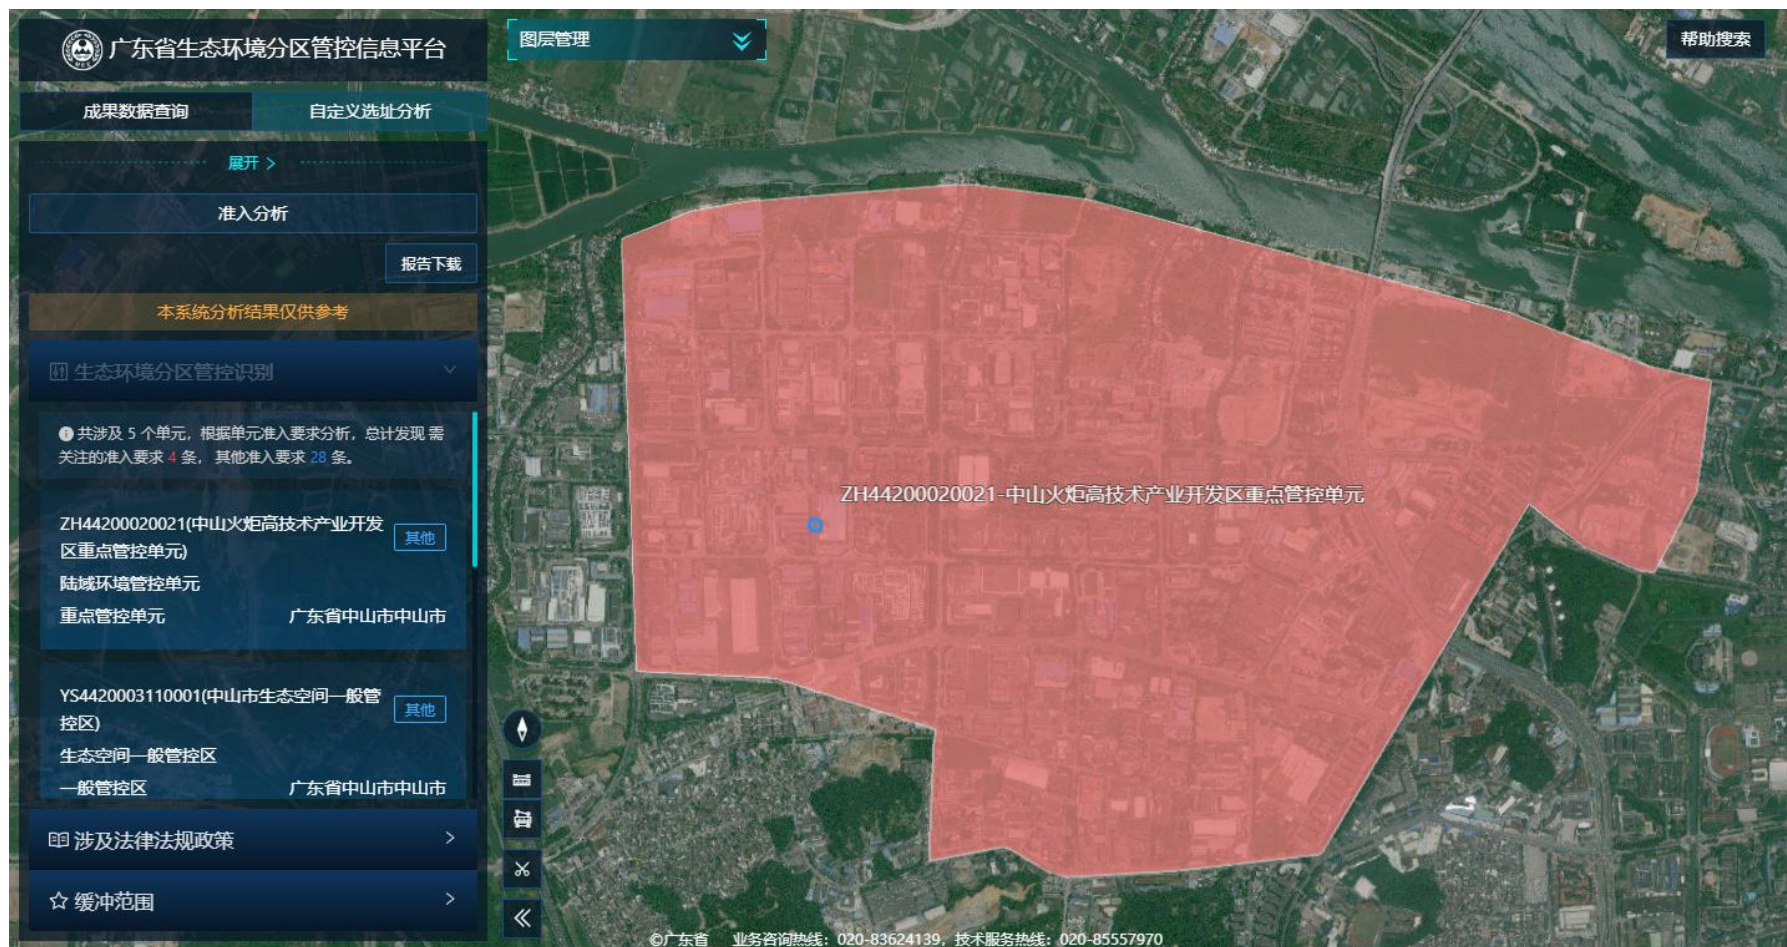 广东省生态环境分区管控信息平台
成果数据查询
自定义选址分析
展开 >
准入分析
报告下载
本系统分析结果仅供参考
生态环境分区管控识别
共涉及 5 个单元，根据单元准入要求分析，总计发现 需
关注的准入要求 4 条， 其他准入要求 28 条。
ZH44200020021(中山火炬高技术产业开发
区重点管控单元)
其他
陆域环境管控单元
重点管控单元 广东省中山市中山市
YS4420003110001(中山市生态空间一般管
控区)
其他
生态空间一般管控区
一般管控区 广东省中山市中山市
涉及法律法规政策
缓冲范围
图层管理
帮助搜索
ZH44200020021-中山火炬高技术产业开发区重点管控单元
©广东省 业务咨询热线：020-83624139，技术服务热线：020-85557970